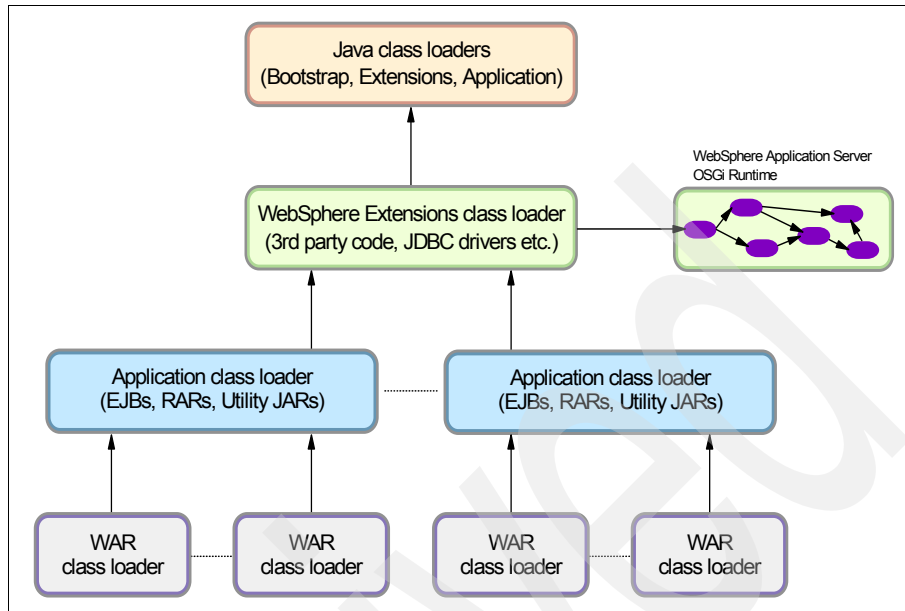 Java class loaders
(Bootstrap, Extensions, Application)
WebSphere Application Server
OSGi Runtime
WebSphere Extensions class loader
(3rd party code, JDBC drivers etc.)
Application class loader
(EJBs, RARs, Utility JARs)
Application class loader
(EJBs, RARs, Utility JARs)
WAR
class loader
WAR
class loader
WAR
class loader
WAR
class loader